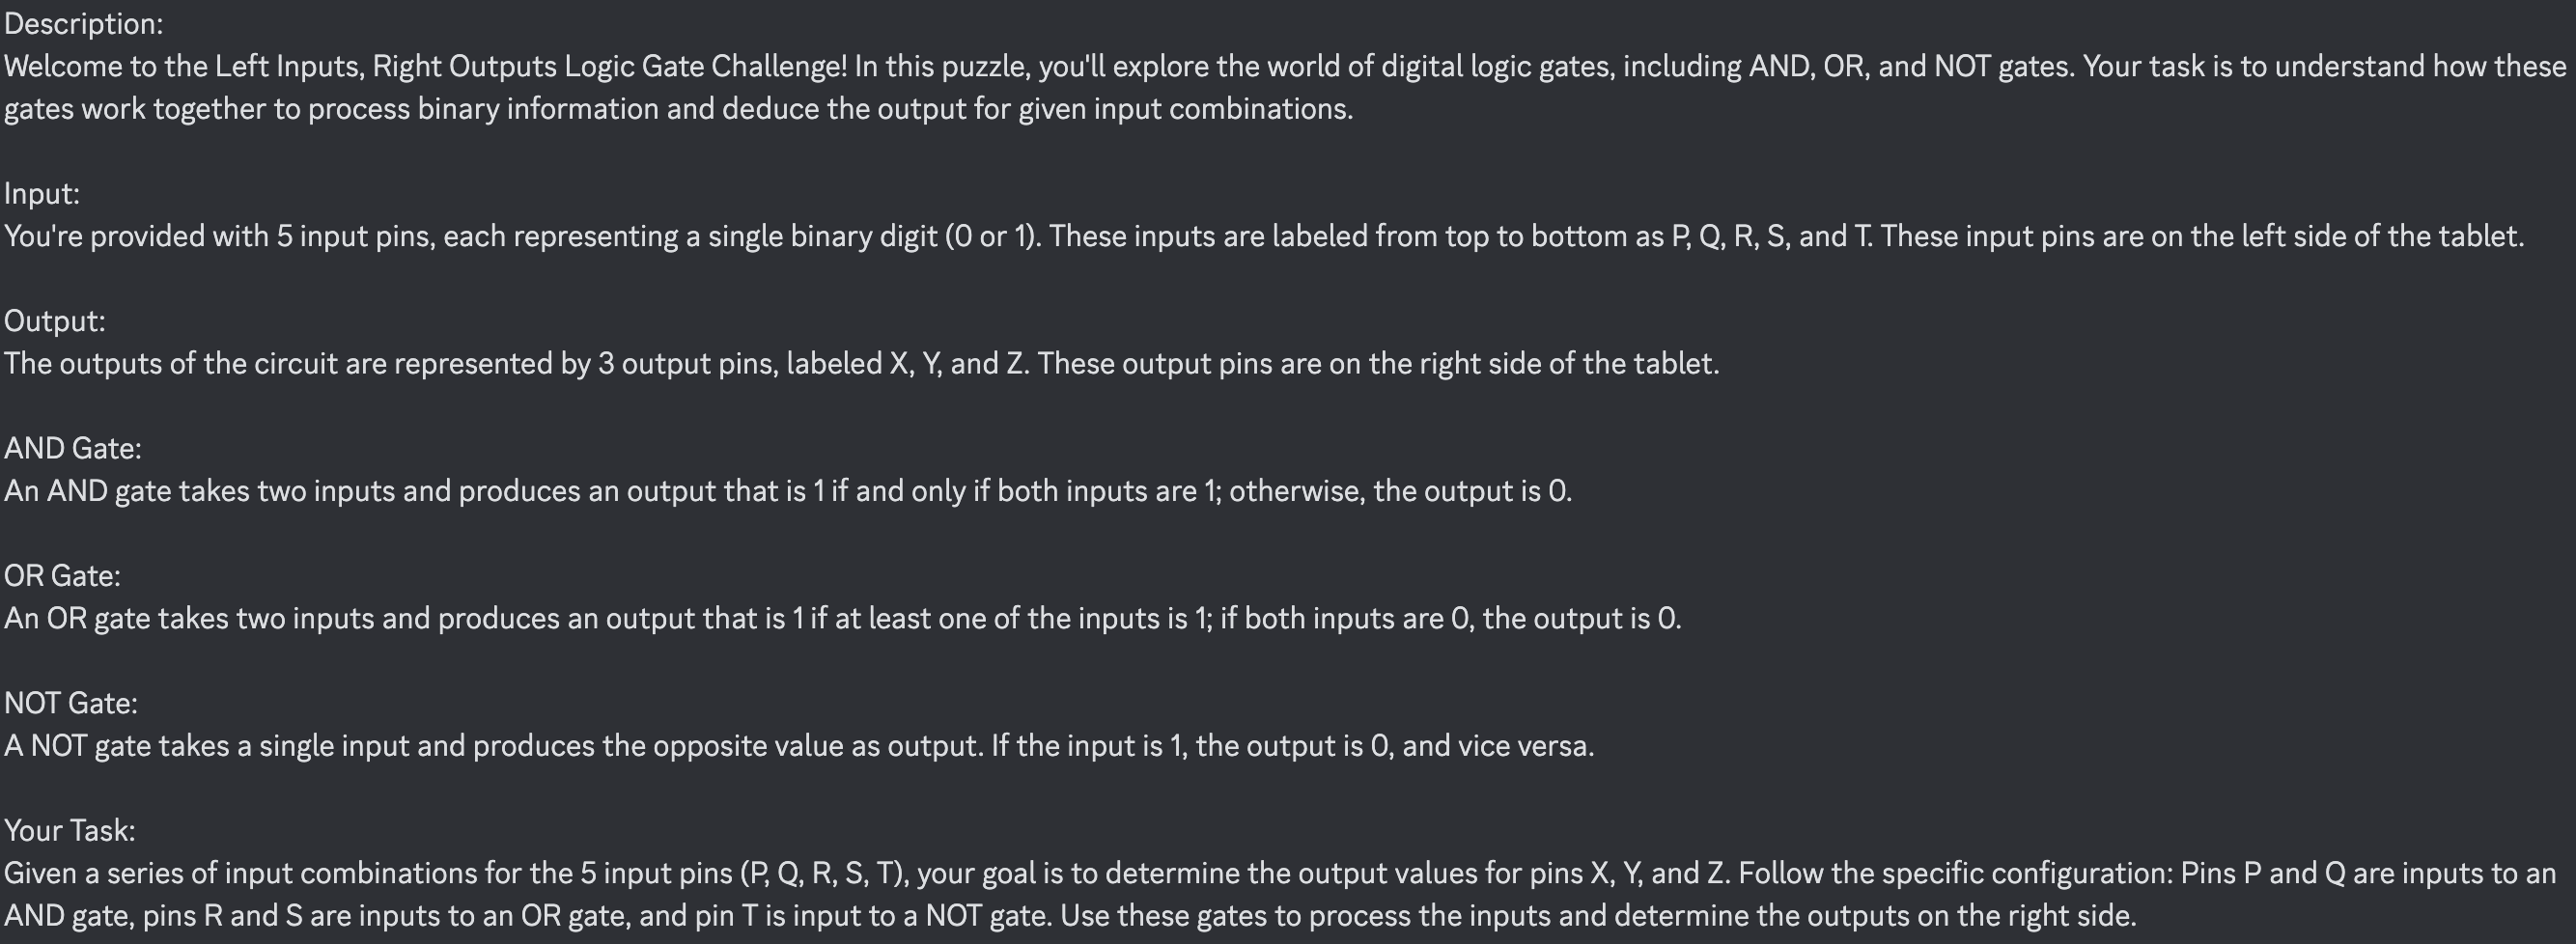 Description:
Welcome to the Left Inputs, Right Outputs Logic Gate Challenge! In this puzzle, you'll explore the world of digital logic gates, including AND, OR, and NOT gates. Your task is to understand how these
gates work together to process binary information and deduce the output for given input combinations.
Input:
You're provided with 5 input pins, each representing a single binary digit (0 or 1). These inputs are labeled from top to bottom as P, Q, R, S, and T. These input pins are on the left side of the tablet.
Output:
The outputs of the circuit are represented by 3 output pins, labeled X, Y, and Z. These output pins are on the right side of the tablet.
AND Gate:
An AND gate takes two inputs and produces an output that is 1 if and only if both inputs are 1; otherwise, the output is 0.
OR Gate:
An OR gate takes two inputs and produces an output that is 1 if at least one of the inputs is 1; if both inputs are 0, the output is 0.
NOT Gate:
A NOT gate takes a single input and produces the opposite value as output. If the input is 1, the output is 0, and vice versa.
Your Task:
Given a series of input combinations for the 5 input pins (P, Q, R, S, T), your goal is to determine the output values for pins X, Y, and Z. Follow the specific configuration: Pins P and Q are inputs to an
AND gate, pins R and S are inputs to an OR gate, and pin T is input to a NOT gate. Use these gates to process the inputs and determine the outputs on the right side.